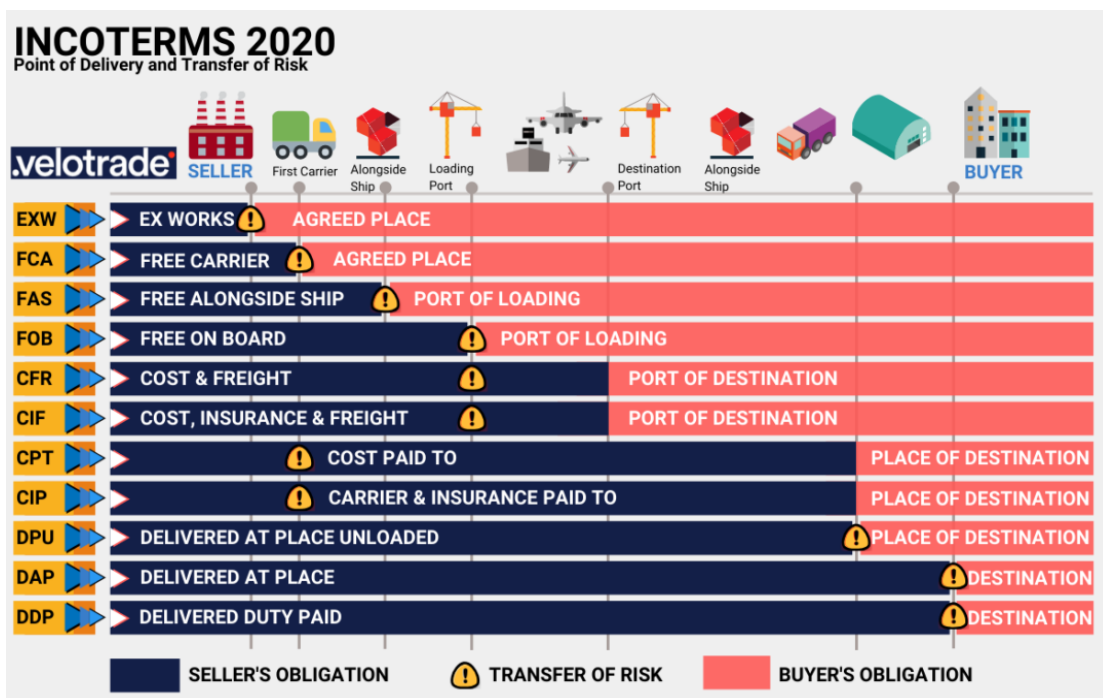 INCOTERMS 2020
Point of Delivery and Transfer of Risk
.velotrade
SELLER
First Carrier
Alongside
Ship
Loading
Port
Destination
Port
Alongside
Ship
BUYER
EXW EX WORKS AGREED PLACE
FCA FREE CARRIER AGREED PLACE
FAS FREE ALONGSIDE SHIP PORT OF LOADING
FOB FREE ON BOARD PORT OF LOADING
CFR COST & FREIGHT PORT OF DESTINATION
CIF COST, INSURANCE & FREIGHT PORT OF DESTINATION
CPT COST PAID TO PLACE OF DESTINATION
CIP CARRIER & INSURANCE PAID TO PLACE OF DESTINATION
DPU DELIVERED AT PLACE UNLOADED PLACE OF DESTINATION
DAP DELIVERED AT PLACE DESTINATION
DDP DELIVERED DUTY PAID DESTINATION
SELLER'S OBLIGATION TRANSFER OF RISK BUYER'S OBLIGATION